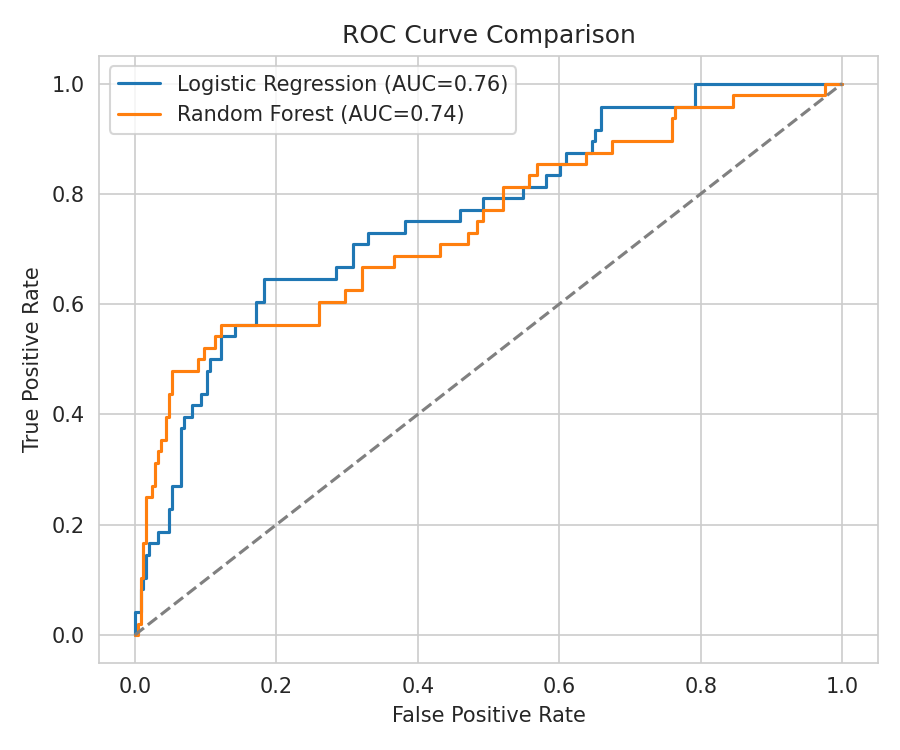 ROC Curve Comparison
Logistic Regression (AUC=0.76)
Random Forest (AUC=0.74)
True Positive Rate
1.0
0.8
0.6
0.4
0.2
0.0
0.0 0.2 0.4 0.6 0.8 1.0
False Positive Rate